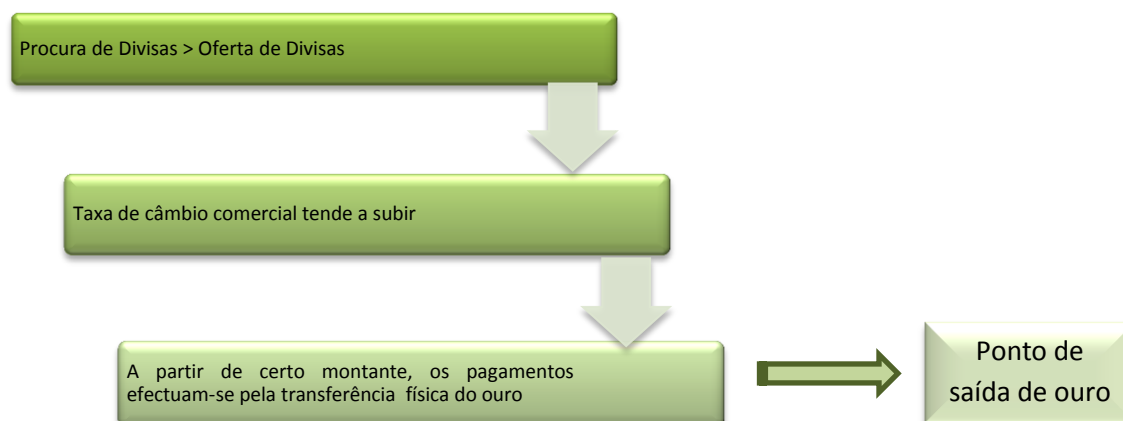 Procura de Divisas > Oferta de Divisas
Taxa de câmbio comercial tende a subir
A partir de certo montante, os pagamentos
efectuam-se pela transferência física do ouro
Ponto de
saída de ouro